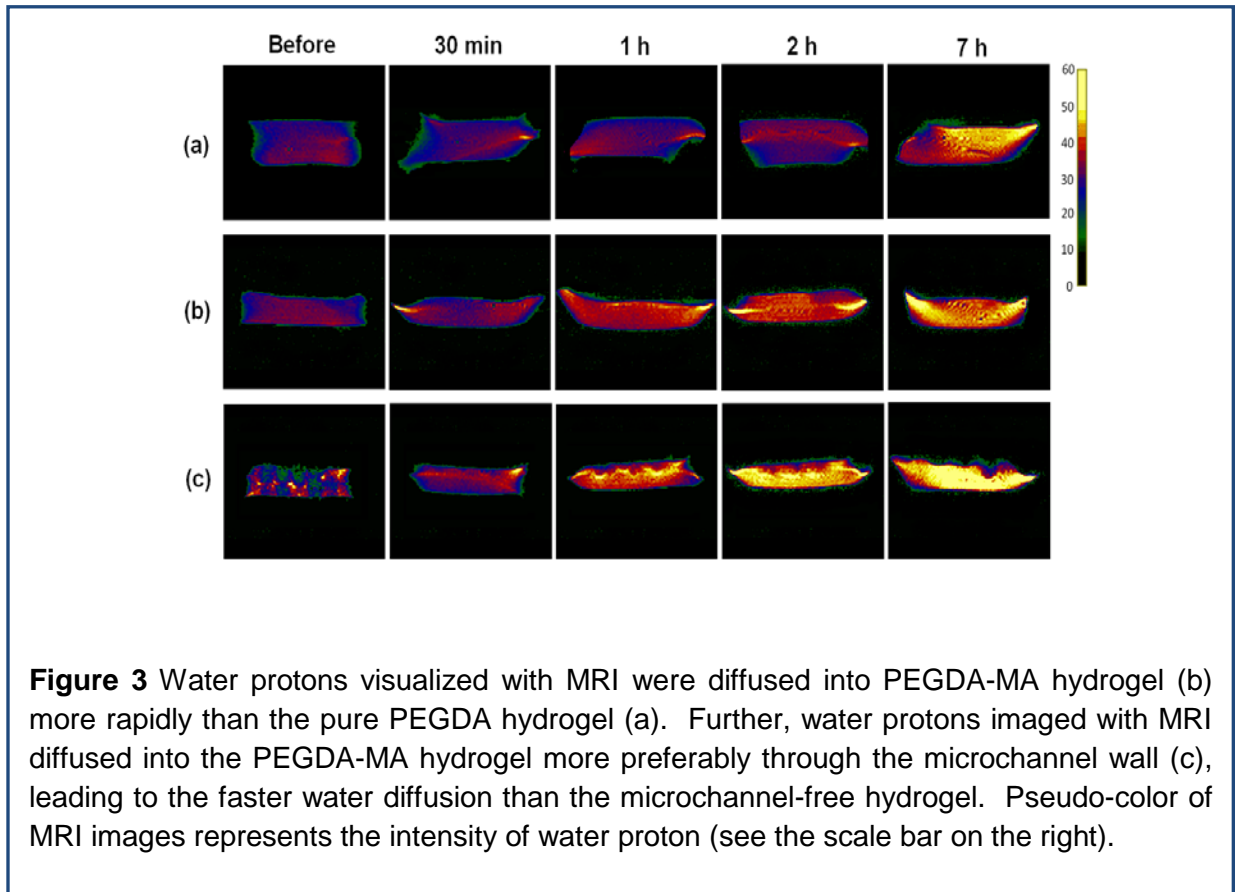 Before 30 min 1 h 2 h 7 h
60
50
40
30
20
10
0
(a)
(b)
(c)
Figure 3 Water protons visualized with MRI were diffused into PEGDA-MA hydrogel (b)
more rapidly than the pure PEGDA hydrogel (a). Further, water protons imaged with MRI
diffused into the PEGDA-MA hydrogel more preferably through the microchannel wall (c),
leading to the faster water diffusion than the microchannel-free hydrogel. Pseudo-color of
MRI images represents the intensity of water proton (see the scale bar on the right).